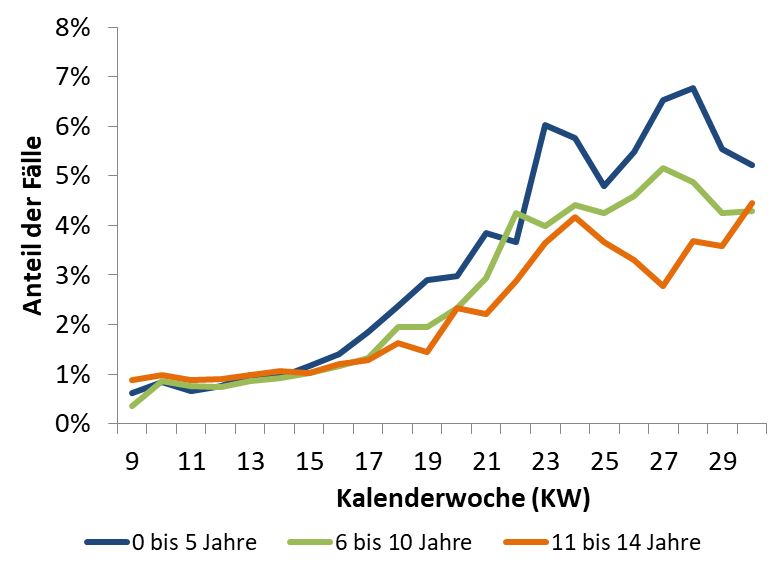 8%
7%
6%
5%
4%
3%
2%
1%
0%
Anteil der Fälle
9 11 13 15 17 19 21 23 25 27 29
Kalenderwoche (KW)
0 bis 5 Jahre 6 bis 10 Jahre 11 bis 14 Jahre